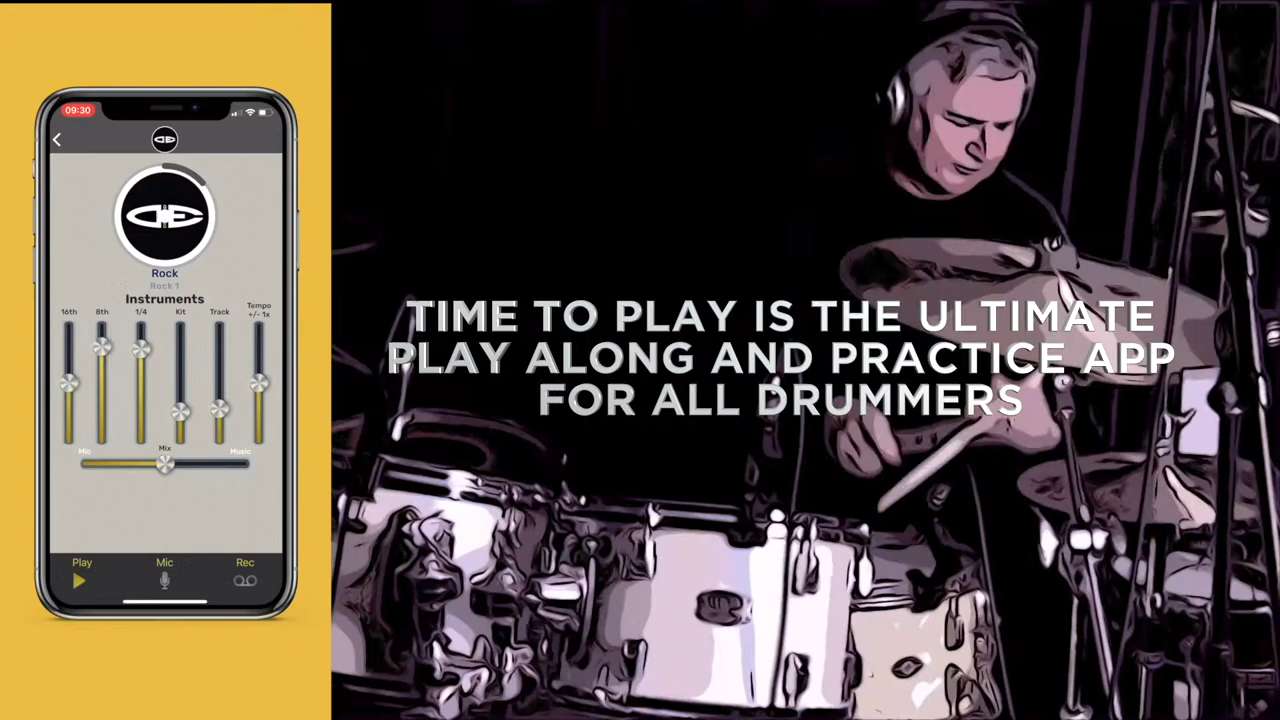 09:30
Rock
Rock 1
Instruments
16th 8th 1/4 Kit Track Tempo
+/- 1x
Mic Mix Music
Play Mic Rec
TIME TO PLAY IS THE ULTIMATE
PLAY ALONG AND PRACTICE APP
FOR ALL DRUMMERS